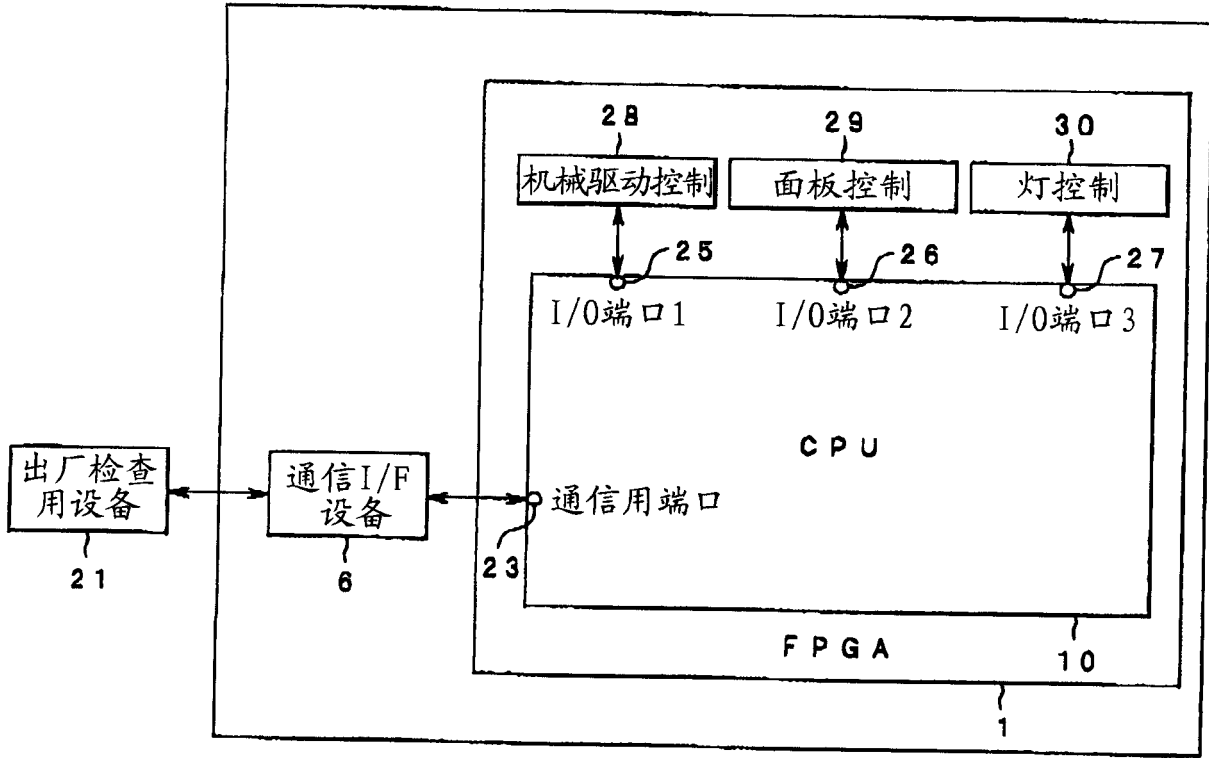 28
29
30
机械驱动控制
面板控制
灯控制
25
26
27
I/O端口1
I/O端口2
I/O端口3
CPU
出厂检查
用设备
通信I/F
设备
通信用端口
21
6
23
FPGA
10
1